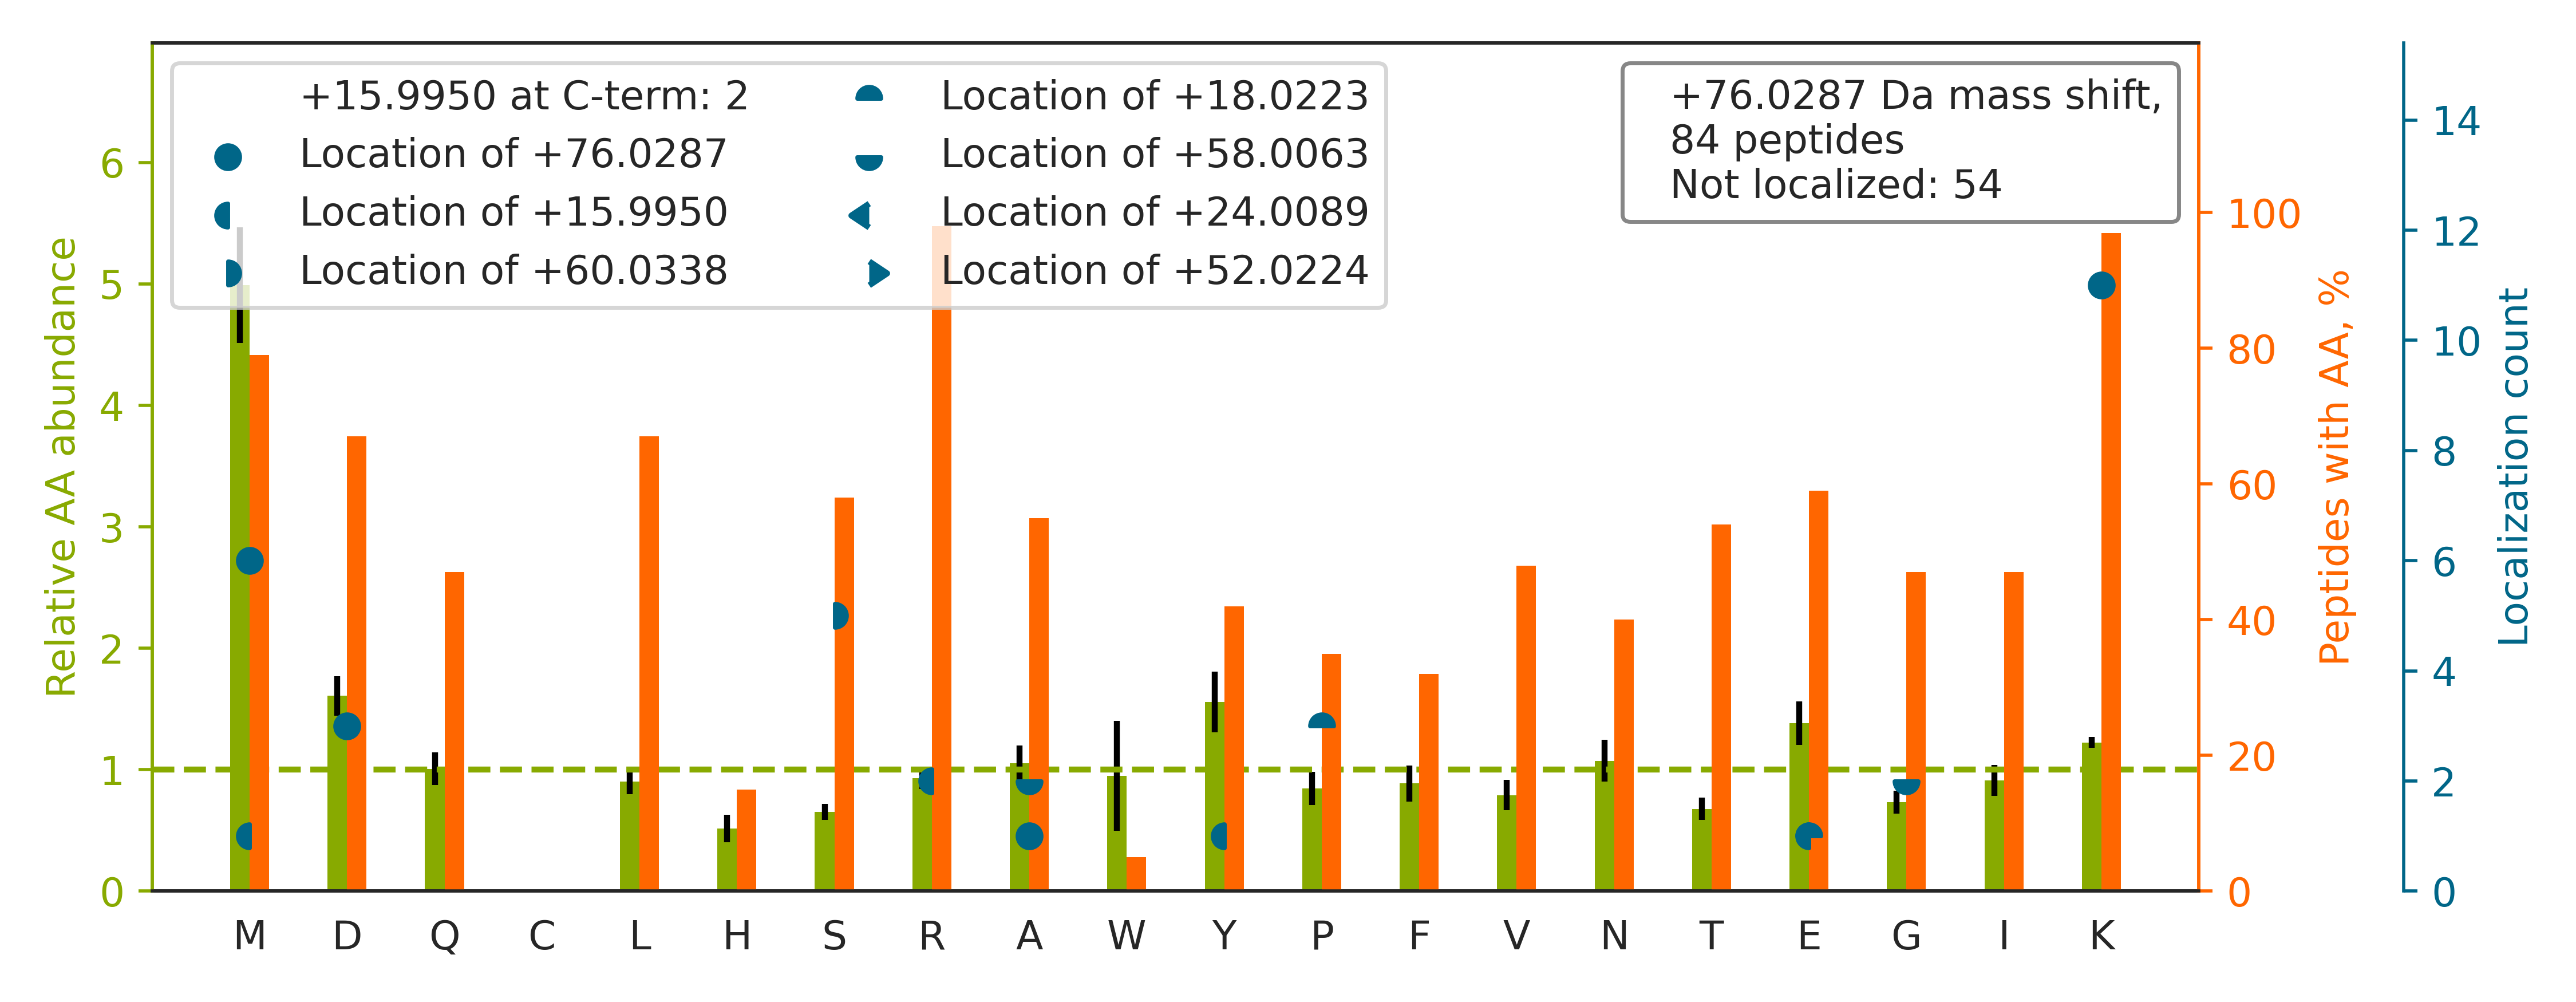 +15.9950 at C-term: 2
Location of +76.0287
Location of +15.9950
Location of +60.0338
Location of +18.0223
Location of +58.0063
Location of +24.0089
Location of +52.0224
+76.0287 Da mass shift,
84 peptides
Not localized: 54
Relative AA abundance
6
5
4
3
2
1
0
Peptides with AA, %
100
80
60
40
20
0
Localization count
14
12
10
8
6
4
2
0
M D Q C L H S R A W Y P F V N T E G I K